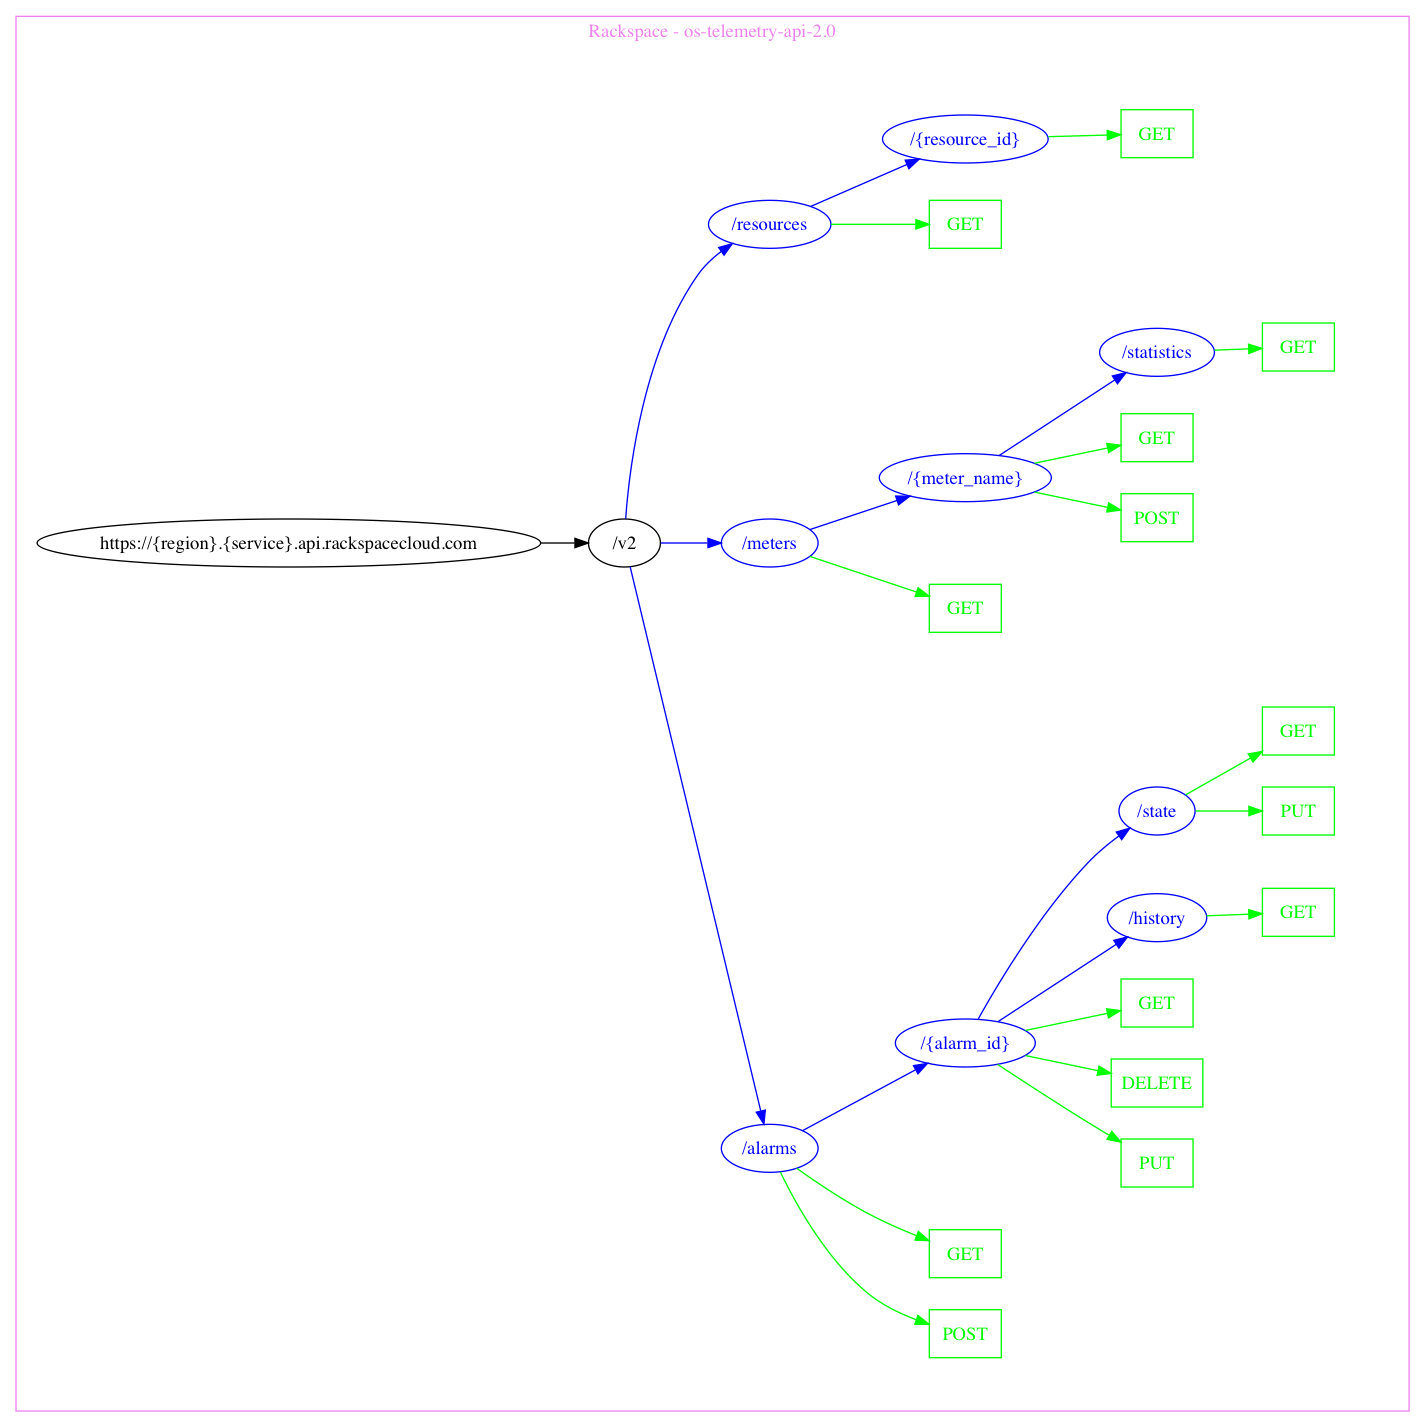 Rackspace - os-telemetry-api-2.0
/{resource_id}
GET
/resources
GET
/statistics
GET
GET
/{meter_name}
POST
https://{region}.{service}.api.rackspacecloud.com
/v2
/meters
GET
GET
/state
PUT
/history
GET
GET
/{alarm_id}
DELETE
/alarms
PUT
GET
POST